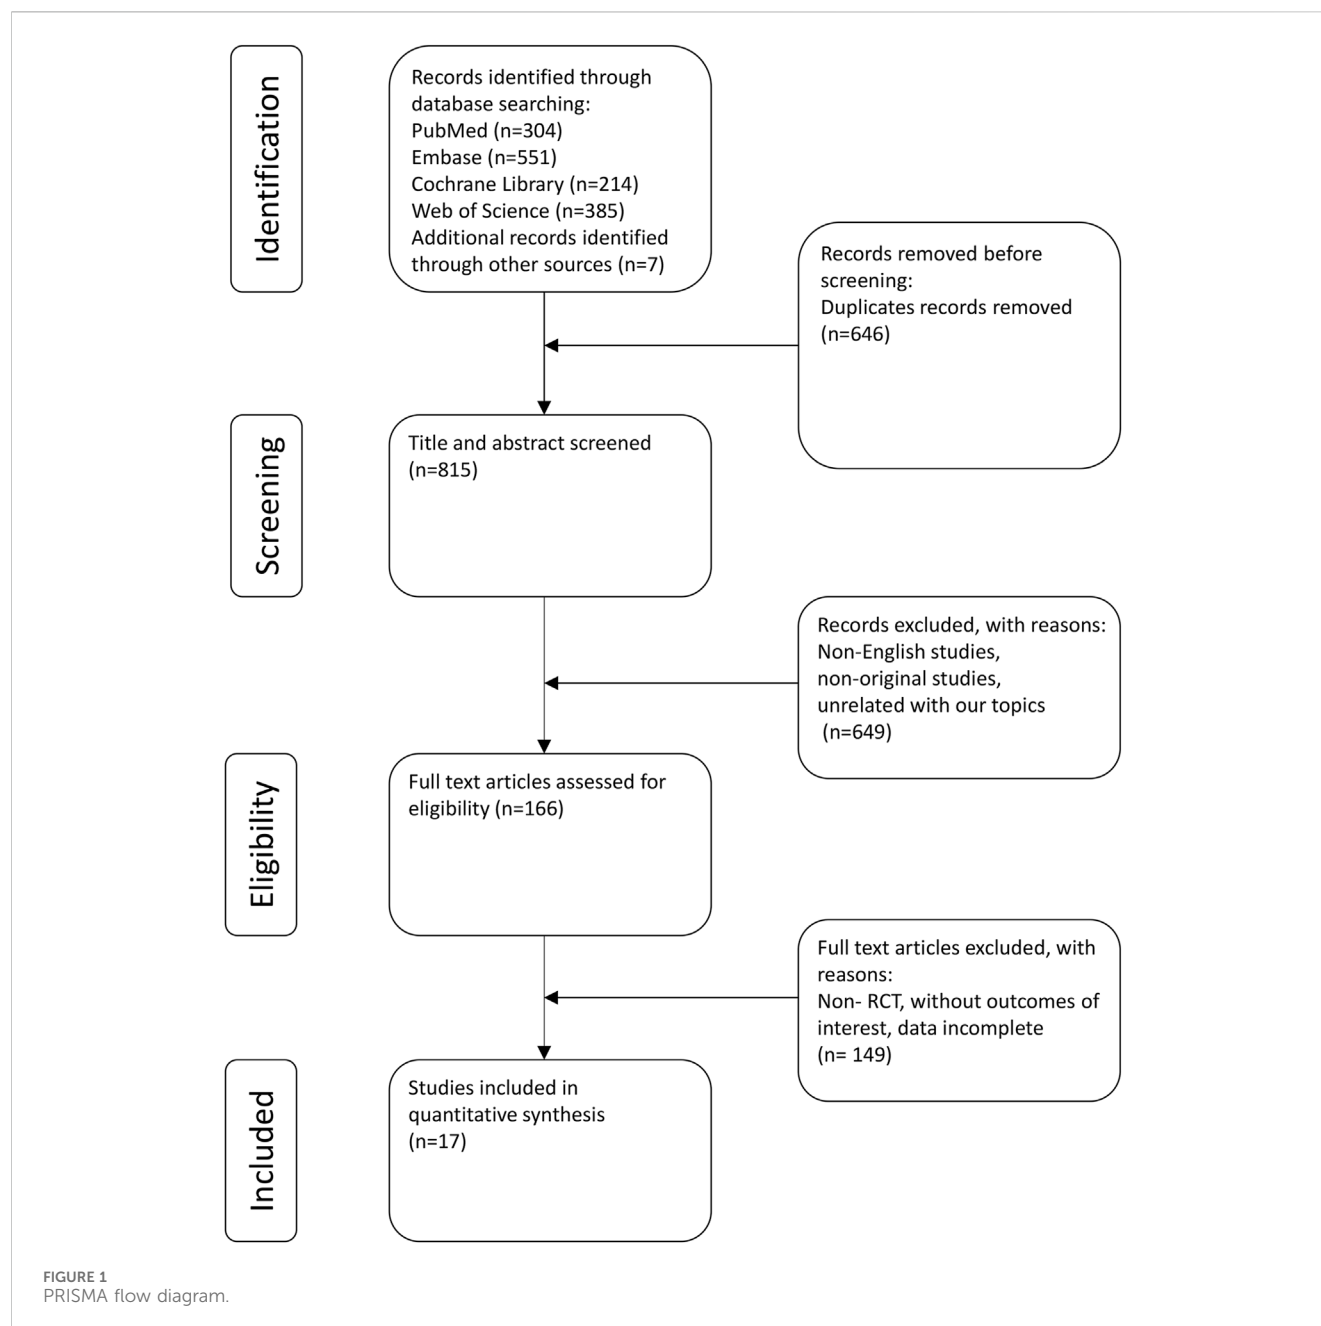 Identification
Records identified through
database searching:
PubMed (n=304)
Embase (n=551)
Cochrane Library (n=214)
Web of Science (n=385)
Additional records identified
through other sources (n=7)
Records removed before
screening:
Duplicates records removed
(n=646)
Screening
Title and abstract screened
(n=815)
Records excluded, with reasons:
Non-English studies,
non-original studies,
unrelated with our topics
(n=649)
Eligibility
Full text articles assessed for
eligibility (n=166)
Full text articles excluded, with
reasons:
Non- RCT, without outcomes of
interest, data incomplete
(n= 149)
Included
Studies included in
quantitative synthesis
(n=17)
FIGURE 1
PRISMA flow diagram.